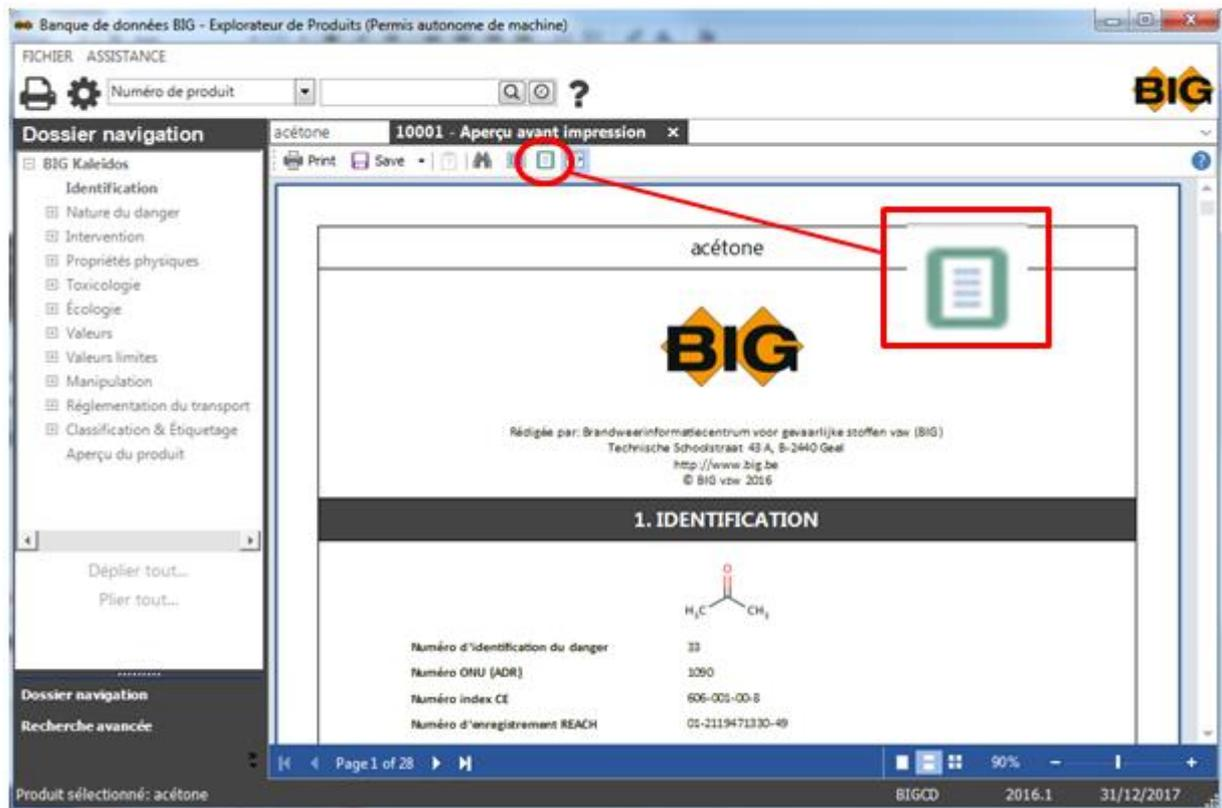 Banque de données BIG - Explorateur de Produits (Permis autonome de machine)
FICHIER ASSISTANCE
Numéro de produit
?
BIG
Dossier navigation
acétone
10001 - Aperçu avant impression ×
BIG Kaleidos
Print Save
?
Identification
Nature du danger
Intervention
Propriétés physiques
Toxicologie
Écologie
Valeurs
Valeurs limites
Manipulation
Réglementation du transport
Classification & Étiquetage
Aperçu du produit
Déplier tout...
Plier tout...
Dossier navigation
Recherche avancée
acétone
BIG
Rédigée par: Brandweerinformatiecentrum voor gevaarlijke stoffen vzw (BIG)
Technische Schoolstraat 43 A, B-2440 Geel
http://www.big.be
© BIG vzw 2016
1. IDENTIFICATION
O
H3C CH3
Numéro d'identification du danger 33
Numéro ONU (ADR) 1090
Numéro index CE 606-001-00-8
Numéro d'enregistrement REACH 01-2119471330-49
Page 1 of 28
90% - +
Produit sélectionné: acétone
BIGCD 2016.1 31/12/2017